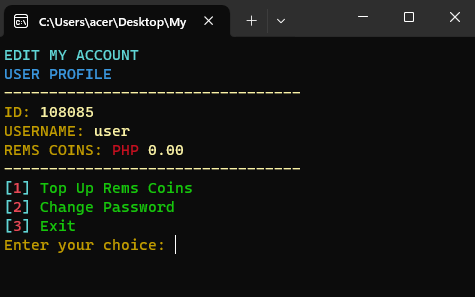 C:\Users\acer\Desktop\My
EDIT MY ACCOUNT
USER PROFILE
---------------------------------
ID: 108085
USERNAME: user
REMS COINS: PHP 0.00
---------------------------------
[1] Top Up Rems Coins
[2] Change Password
[3] Exit
Enter your choice: